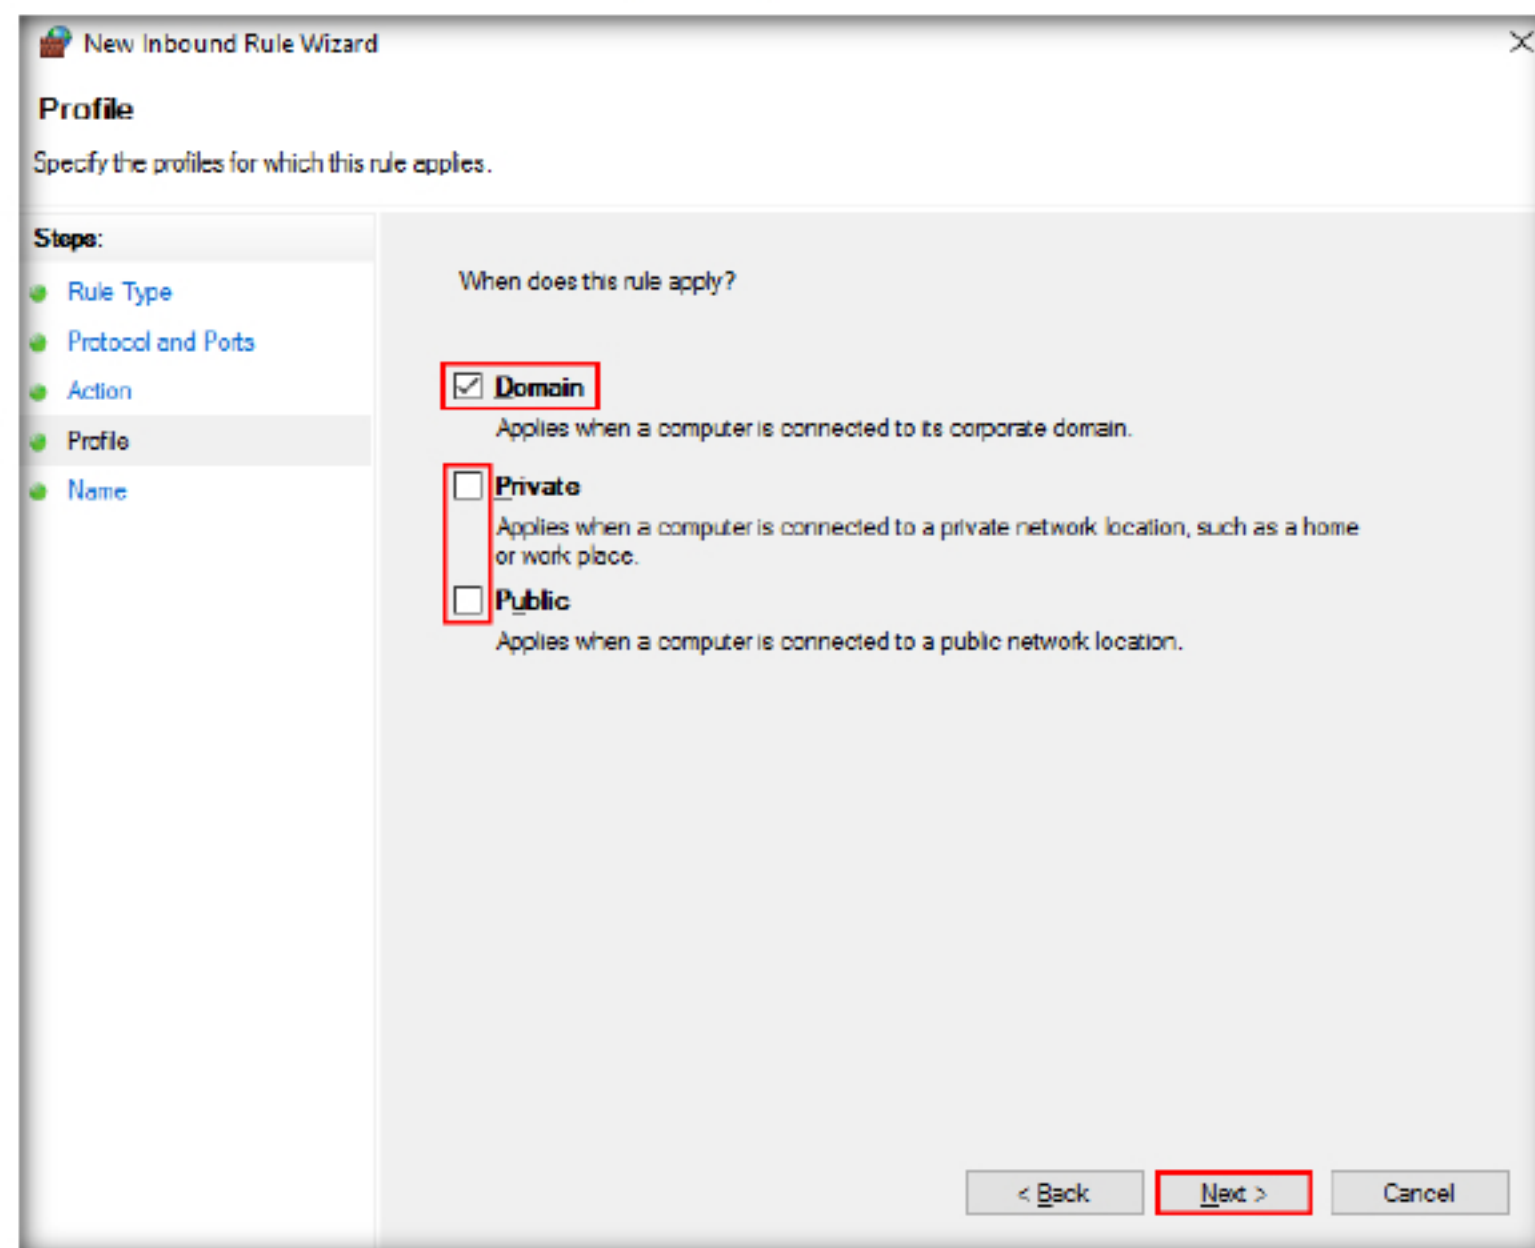 New Inbound Rule Wizard
Profile
Specify the profiles for which this rule applies.
Steps:
Rule Type
Protocol and Ports
Action
Profile
Name
When does this rule apply?
Domain
Applies when a computer is connected to its corporate domain.
Private
Applies when a computer is connected to a private network location, such as a home
or work place.
Public
Applies when a computer is connected to a public network location.
< Back
Next >
Cancel